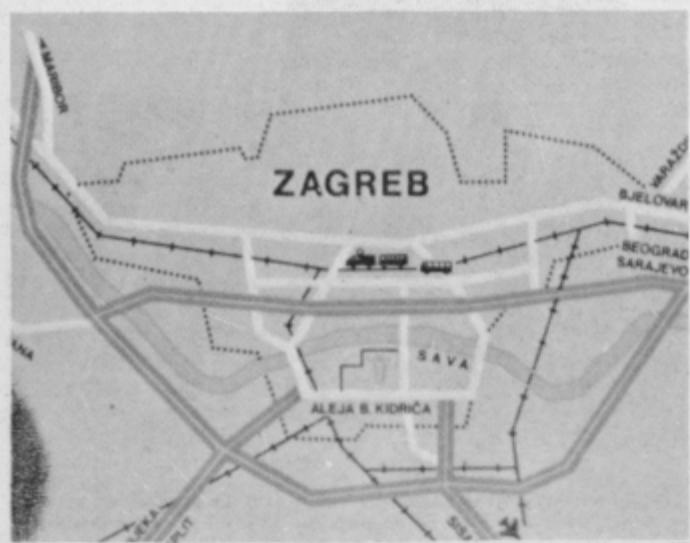 MARIBOR
ZAGREB
BJELOVAR
BEOGRAD
SARAJEVO
SAVA
ALEJA B. KIDRIČA